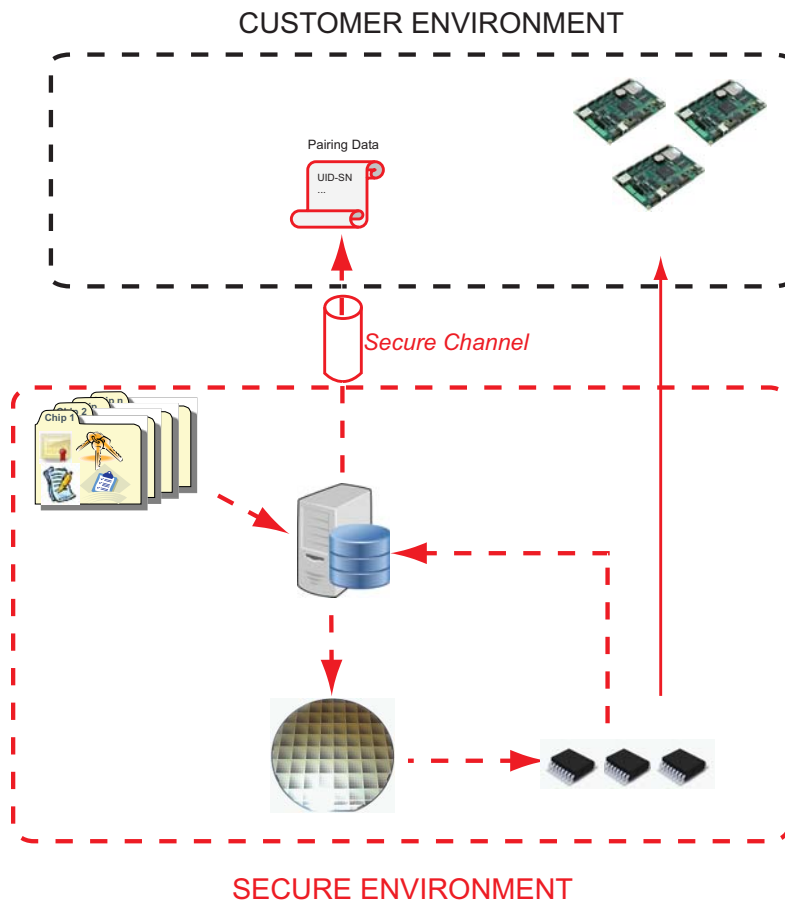 CUSTOMER ENVIRONMENT
Pairing Data
UID-SN
...
Secure Channel
Chip n
Chip 2
Chip 1
SECURE ENVIRONMENT